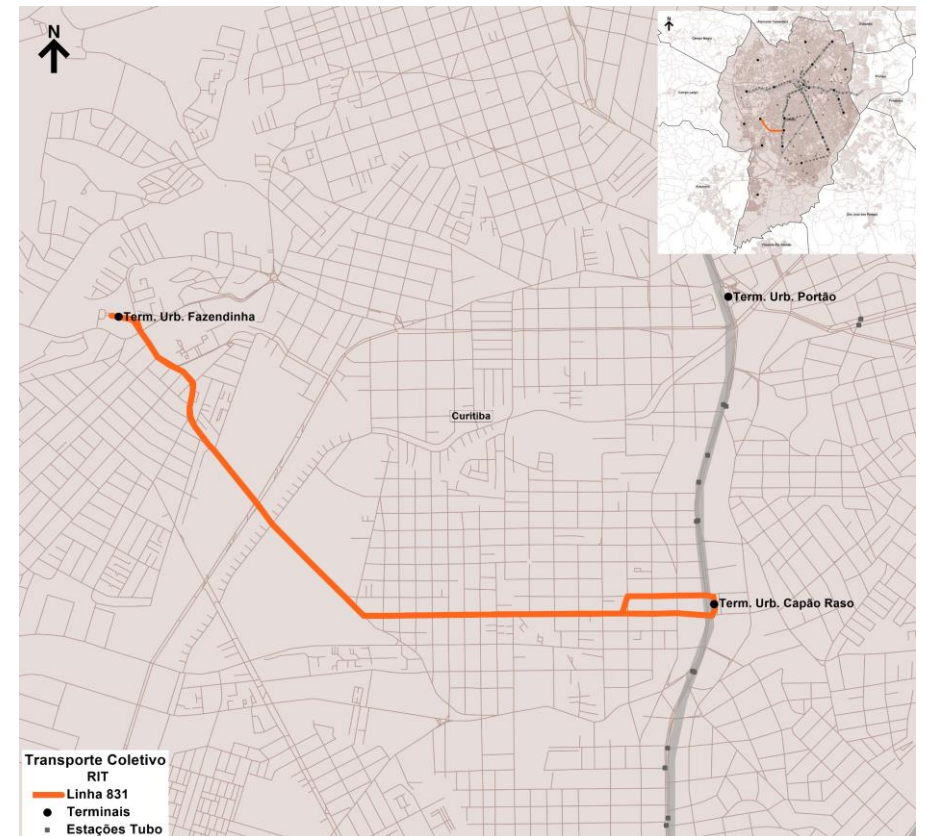 N
Term. Urb. Portão
Term. Urb. Fazendinha
Curitiba
Term. Urb. Capão Raso
Transporte Coletivo
RIT
Linha 831
Terminais
Estações Tubo